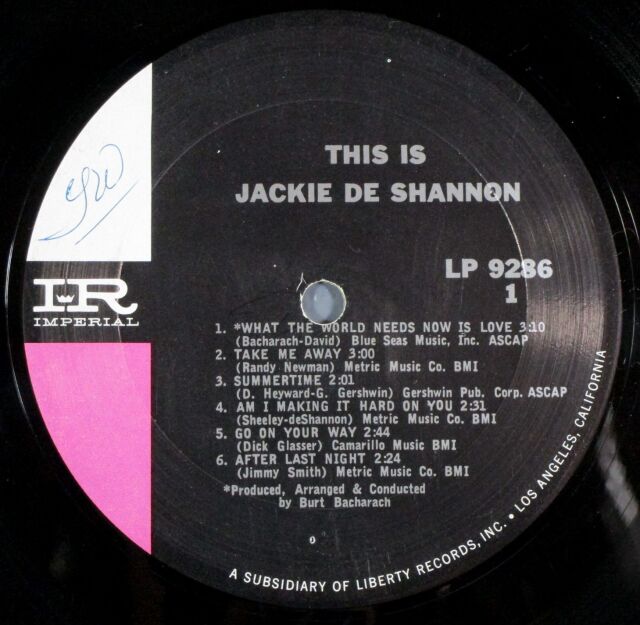 THIS IS
JACKIE DE SHANNON
LP 9286
1
IR
IMPERIAL
1. *WHAT THE WORLD NEEDS NOW IS LOVE 3:10
(Bacharach-David) Blue Seas Music, Inc. ASCAP
2. TAKE ME AWAY 3:00
(Randy Newman) Metric Music Co. BMI
3. SUMMERTIME 2:01
(D. Heyward-G. Gershwin) Gershwin Pub. Corp. ASCAP
4. AM I MAKING IT HARD ON YOU 2:31
(Sheeley-deShannon) Metric Music Co. BMI
5. GO ON YOUR WAY 2:44
(Dick Glasser) Camarillo Music BMI
6. AFTER LAST NIGHT 2:24
(Jimmy Smith) Metric Music Co. BMI
*Produced, Arranged & Conducted
by Burt Bacharach
A SUBSIDIARY OF LIBERTY RECORDS, INC. • LOS ANGELES, CALIFORNIA